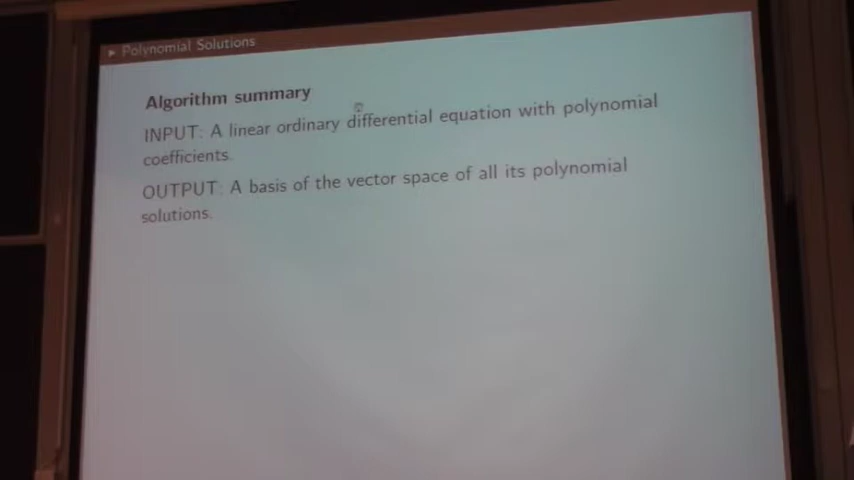 ▸ Polynomial Solutions
Algorithm summary
INPUT: A linear ordinary differential equation with polynomial
coefficients.
OUTPUT: A basis of the vector space of all its polynomial
solutions.